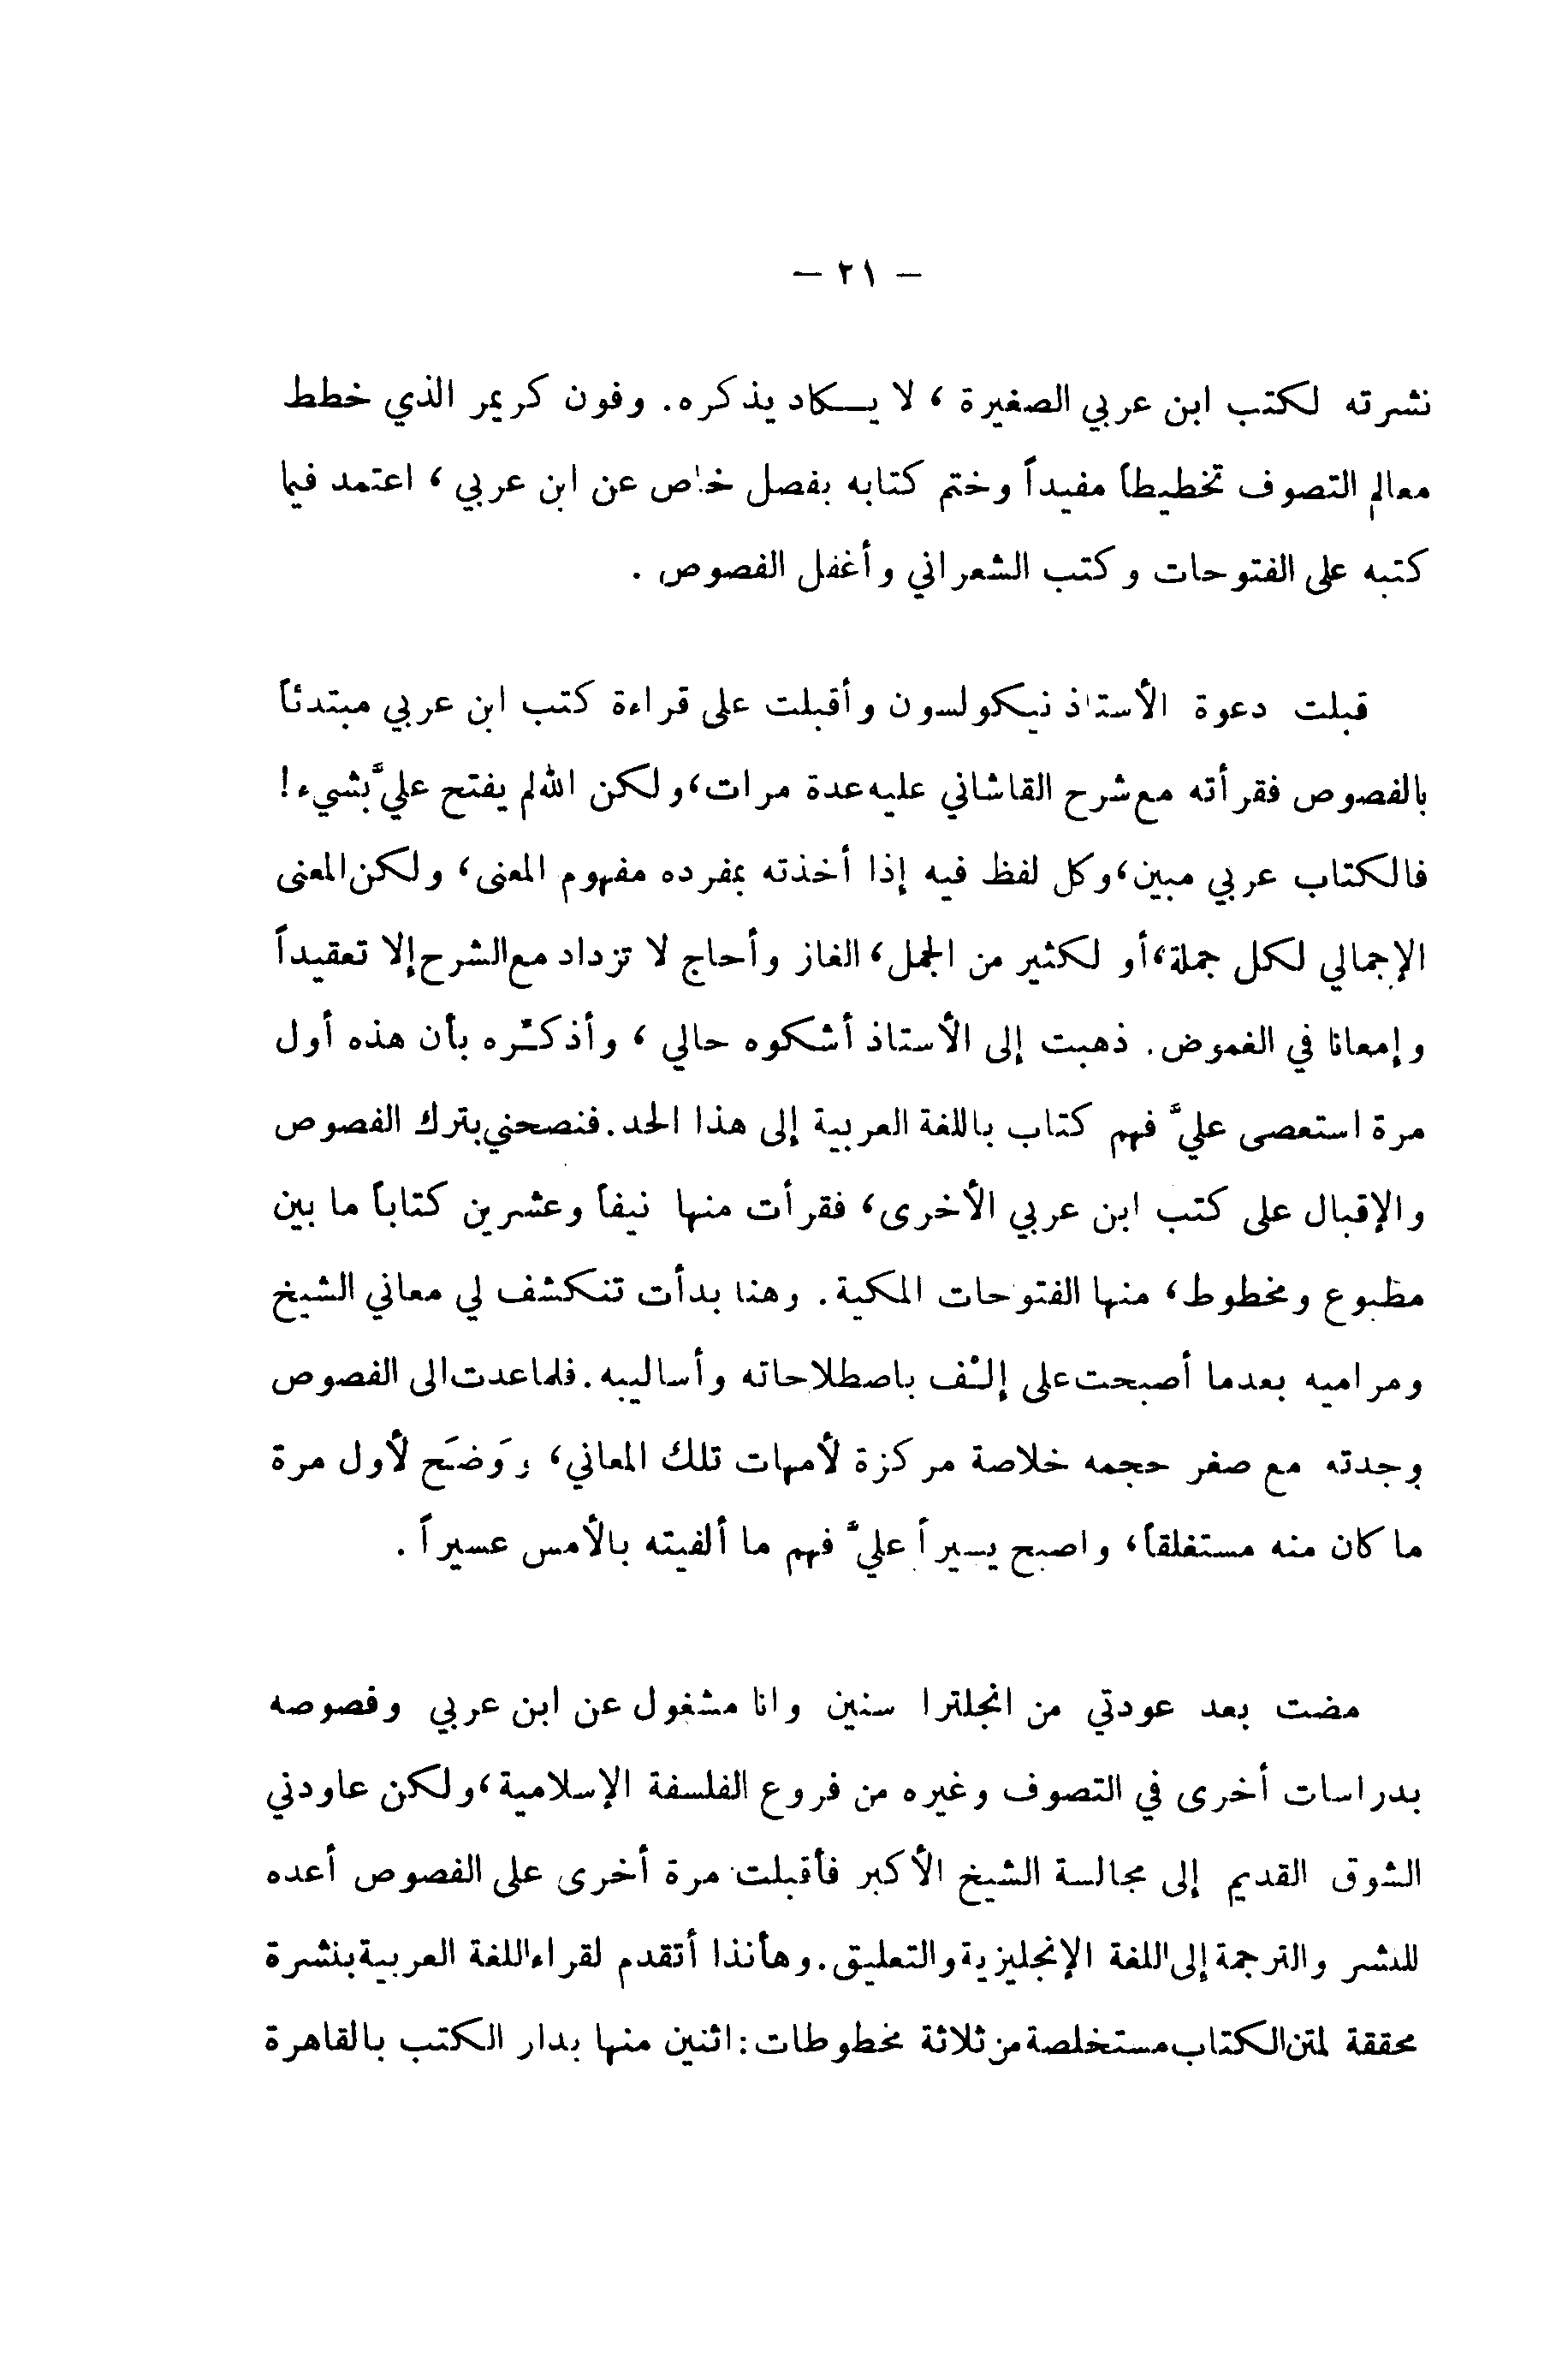 — ٢١ —
نشرته لكتب ابن عربي الصغيرة ، لا يـكاد يذكره. وفون كريمر الذي خطط
معالم التصوف تخطيطاً مفيداً وختم كتابه بفصل خاص عن ابن عربي ، اعتمد فيما
كتبه على الفتوحات وكتب الشعراني وأغفل الفصوص .
قبلت دعوة الأستاذ نيكولسون وأقبلت على قراءة كتب ابن عربي مبتدئاً
بالفصوص فقرأته مع شرح القاشاني عليه عدة مرات، ولكن الله لم يفتح عليَّ بشيء!
فالكتاب عربي مبين، وكل لفظ فيه إذا أخذته بمفرده مفهوم المعنى، ولكن المعنى
الإجمالي لكل جملة، أو لكثير من الجمل، الغاز وأحاج لا تزداد مع الشرح إلا تعقيداً
وإمعانا في الغموض. ذهبت إلى الأستاذ أشكوه حالي ، وأذكـّره بأن هذه أول
مرة استعصى عليَّ فهم كتاب باللغة العربية إلى هذا الحد. فنصحني بترك الفصوص
والإقبال على كتب ابن عربي الأخرى، فقرأت منها نيفاً وعشرين كتاباً ما بين
مطبوع ومخطوط، منها الفتوحات المكية. وهنا بدأت تنكشف لي معاني الشيخ
ومراميه بعدما أصبحت على إلـْف باصطلاحاته وأساليبه. فلما عدت الى الفصوص
وجدته مع صغر حجمه خلاصة مركزة لأمهات تلك المعاني، ووَضـَح لأول مرة
ما كان منه مستغلقاً، واصبح يسيراً عليَّ فهم ما ألفيته بالأمس عسيراً .
مضت بعد عودتي من انجلترا سنين وانا مشغول عن ابن عربي وفصوصه
بدراسات أخرى في التصوف وغيره من فروع الفلسفة الإسلامية، ولكن عاودني
الشوق القديم إلى مجالسة الشيخ الأكبر فأقبلت مرة أخرى على الفصوص أعده
للنشر والترجمة إلى اللغة الإنجليزية والتعليق. وهأنذا أتقدم لقراء اللغة العربية بنشرة
محققة لمتن الكتاب مستخلصة من ثلاثة مخطوطات: اثنين منها بدار الكتب بالقاهرة